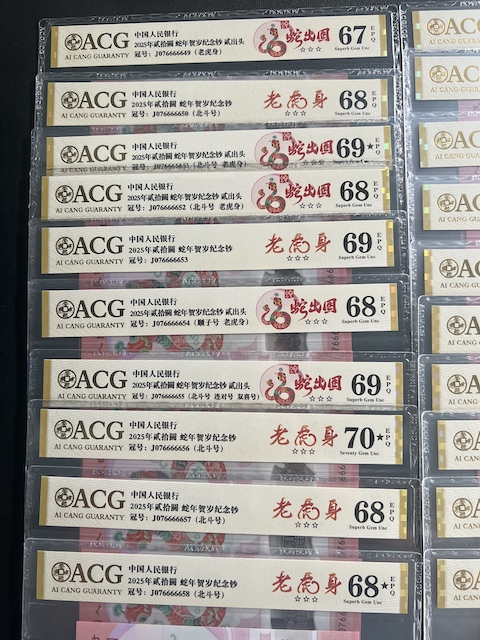 ACG
AI CANG GUARANTY
中国人民银行
2025年贰拾圆 蛇年贺岁纪念钞 贰出头
冠号：J076666649（老虎身）
蛇出圆
☆☆☆
67 EPQ
Superb Gem Unc
ACG
AI CANG GUARANTY
中国人民银行
2025年贰拾圆 蛇年贺岁纪念钞
冠号：J076666650（北斗号）
老虎身
☆☆☆
68 EPQ
Superb Gem Unc
ACG
AI CANG GUARANTY
中国人民银行
2025年贰拾圆 蛇年贺岁纪念钞 贰出头
蛇出圆
☆☆☆
69★ EPQ
Superb Gem Unc
ACG
AI CANG GUARANTY
中国人民银行
2025年贰拾圆 蛇年贺岁纪念钞 贰出头
冠号：J076666652（北斗号 老虎身）
蛇出圆
☆☆☆
68 EPQ
Superb Gem Unc
ACG
AI CANG GUARANTY
中国人民银行
2025年贰拾圆 蛇年贺岁纪念钞
冠号：J076666653
老虎身
☆☆☆
69 EPQ
Superb Gem Unc
ACG
AI CANG GUARANTY
中国人民银行
2025年贰拾圆 蛇年贺岁纪念钞 贰出头
冠号：J076666654（顺子号 老虎身）
蛇出圆
☆☆☆
68 EPQ
Superb Gem Unc
ACG
AI CANG GUARANTY
中国人民银行
2025年贰拾圆 蛇年贺岁纪念钞 贰出头
冠号：J076666655（北斗号 连对号 双喜号）
蛇出圆
☆☆☆
69 EPQ
Superb Gem Unc
ACG
AI CANG GUARANTY
中国人民银行
2025年贰拾圆 蛇年贺岁纪念钞
冠号：J076666656（北斗号）
老虎身
☆☆☆
70★ EPQ
Seventy Gem Unc
ACG
AI CANG GUARANTY
中国人民银行
2025年贰拾圆 蛇年贺岁纪念钞
冠号：J076666657（北斗号）
老虎身
☆☆☆
68 EPQ
Superb Gem Unc
ACG
AI CANG GUARANTY
中国人民银行
2025年贰拾圆 蛇年贺岁纪念钞
冠号：J076666658（北斗号）
老虎身
☆☆☆
68★ EPQ
Superb Gem Unc